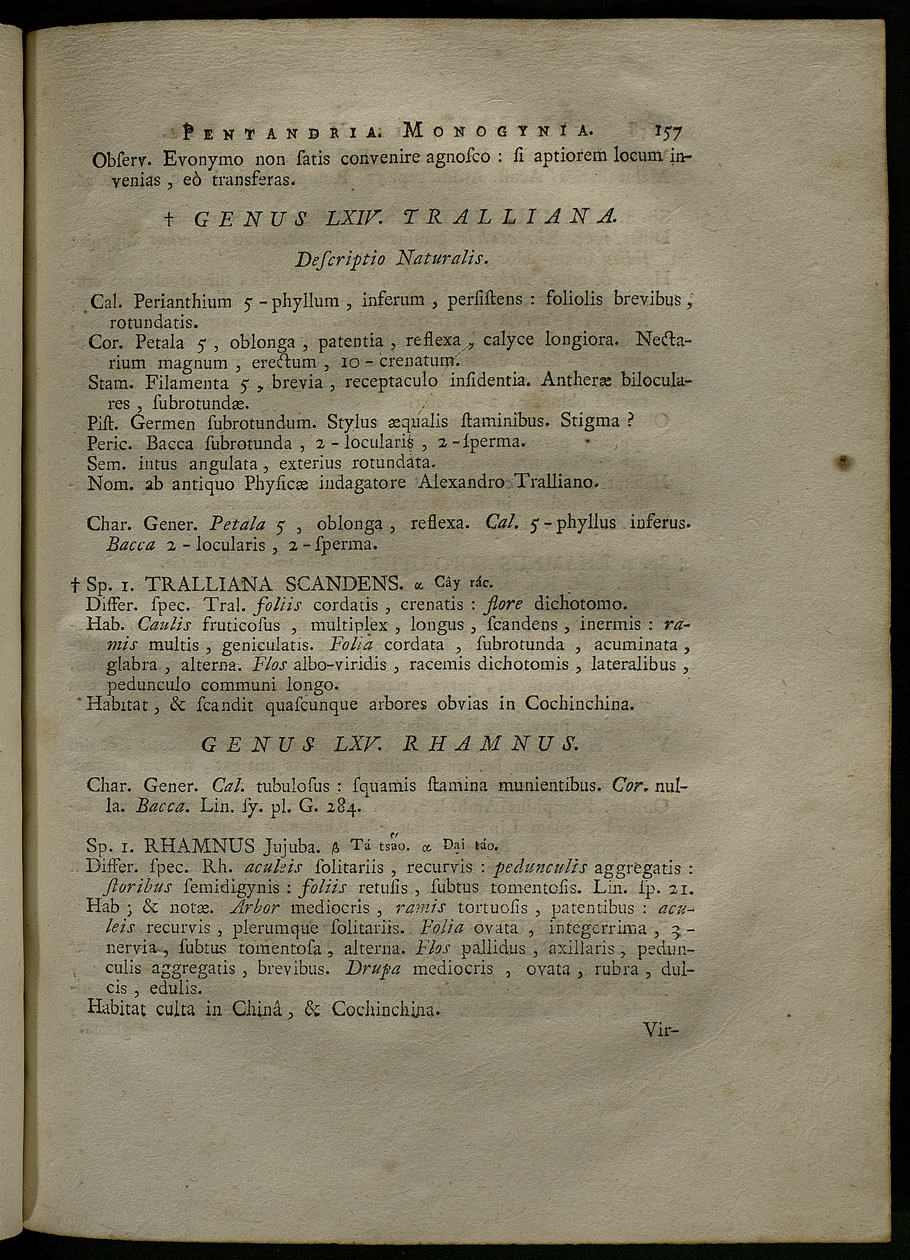 PENTANDRIA. MONOGYNIA. 157
Obſerv. Evonymo non ſatis convenire agnoſco : ſi aptiorem locum in-
venias , eò transferas.
† GENUS LXIV. TRALLIANA.
Deſcriptio Naturalis.
Cal. Perianthium 5 - phyllum , inferum , perſiſtens : foliolis brevibus ,
rotundatis.
Cor. Petala 5 , oblonga , patentia , reflexa , calyce longiora. Necta-
rium magnum , erectum , 10 - crenatum.
Stam. Filamenta 5 , brevia , receptaculo inſidentia. Antheræ bilocula-
res , ſubrotundæ.
Piſt. Germen ſubrotundum. Stylus æqualis ſtaminibus. Stigma ?
Peric. Bacca ſubrotunda , 2 - locularis , 2 - ſperma.
Sem. intus angulata , exterius rotundata.
Nom. ab antiquo Phyſicæ indagatore Alexandro Tralliano.
Char. Gener. Petala 5 , oblonga , reflexa. Cal. 5 - phyllus inferus.
Bacca 2 - locularis , 2 - ſperma.
† Sp. 1. TRALLIANA SCANDENS. α Cây rác.
Differ. ſpec. Tral. foliis cordatis , crenatis : flore dichotomo.
Hab. Caulis fruticoſus , multiplex , longus , ſcandens , inermis : ra-
mis multis , geniculatis. Folia cordata , ſubrotunda , acuminata ,
glabra , alterna. Flos albo-viridis , racemis dichotomis , lateralibus ,
pedunculo communi longo.
Habitat , & ſcandit quaſcunque arbores obvias in Cochinchina.
GENUS LXV. RHAMNUS.
Char. Gener. Cal. tubuloſus : ſquamis ſtamina munientibus. Cor. nul-
la. Bacca. Lin. ſy. pl. G. 284.
Sp. 1. RHAMNUS Jujuba. β Tá tsảo. α Đại táo.
Differ. ſpec. Rh. aculeis ſolitariis , recurvis : pedunculis aggregatis :
floribus ſemidigynis : foliis retuſis , ſubtus tomentoſis. Lin. ſp. 21.
Hab ; & notæ. Arbor mediocris , ramis tortuoſis , patentibus : acu-
leis recurvis , plerumque ſolitariis. Folia ovata , integerrima , 3 -
nervia , ſubtus tomentoſa , alterna. Flos pallidus , axillaris , pedun-
culis aggregatis , brevibus. Drupa mediocris , ovata , rubra , dul-
cis , edulis.
Habitat culta in Chinâ , & Cochinchina.
Vir-